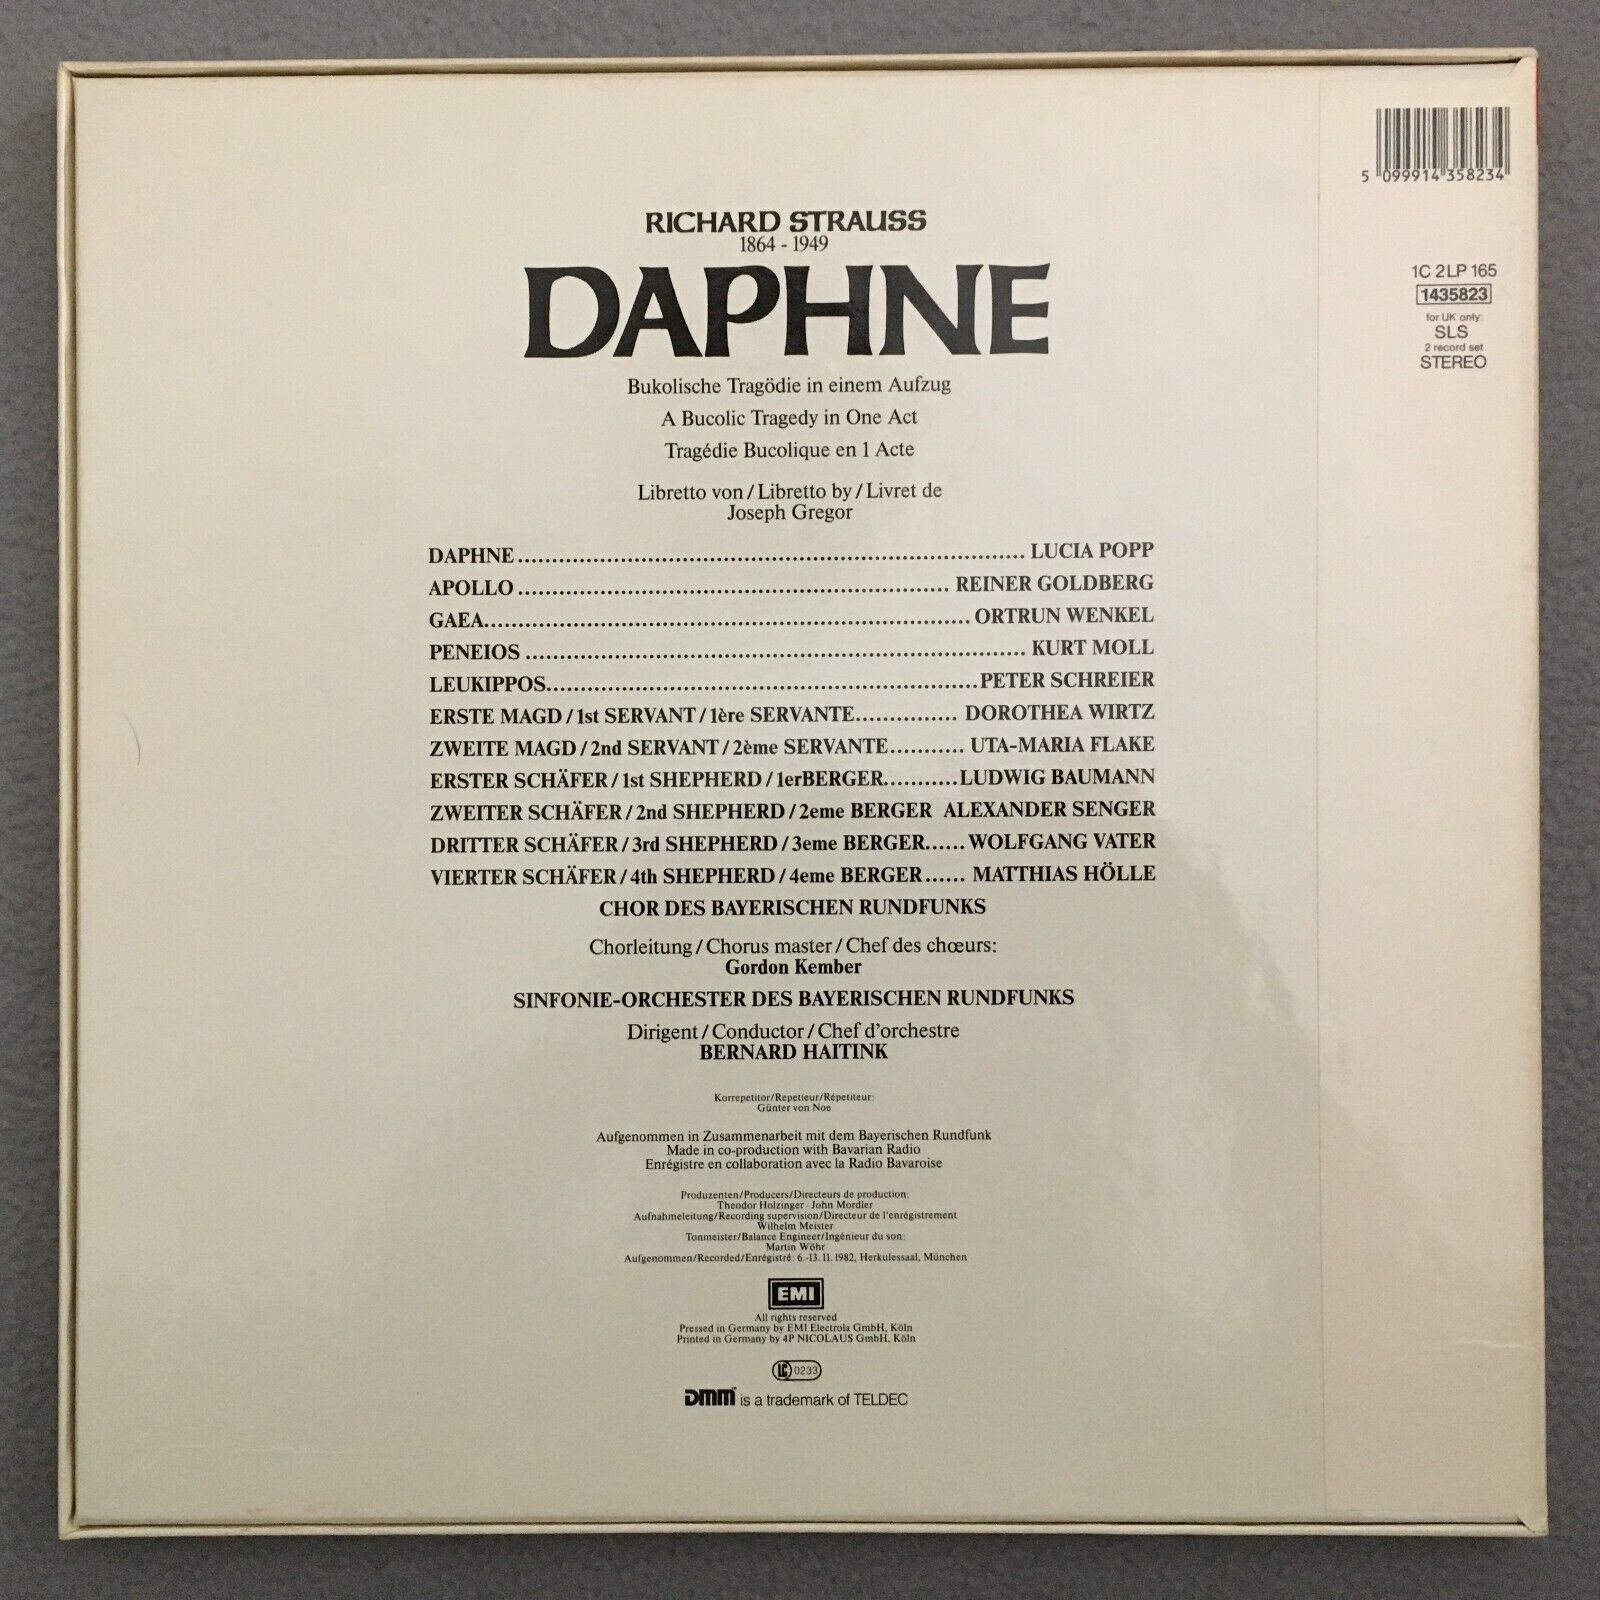 5 099914 358234
1C 2LP 165
1435823
for UK only:
SLS
2 record set
STEREO
RICHARD STRAUSS
1864 - 1949
DAPHNE
Bukolische Tragödie in einem Aufzug
A Bucolic Tragedy in One Act
Tragédie Bucolique en 1 Acte
Libretto von / Libretto by / Livret de
Joseph Gregor
DAPHNE ........ LUCIA POPP
APOLLO ........ REINER GOLDBERG
GAEA ........ ORTRUN WENKEL
PENEIOS ........ KURT MOLL
LEUKIPPOS ........ PETER SCHREIER
ERSTE MAGD / 1st SERVANT / 1ère SERVANTE ........ DOROTHEA WIRTZ
ZWEITE MAGD / 2nd SERVANT / 2ème SERVANTE ........ UTA-MARIA FLAKE
ERSTER SCHÄFER / 1st SHEPHERD / 1erBERGER ........ LUDWIG BAUMANN
ZWEITER SCHÄFER / 2nd SHEPHERD / 2eme BERGER ALEXANDER SENGER
DRITTER SCHÄFER / 3rd SHEPHERD / 3eme BERGER ...... WOLFGANG VATER
VIERTER SCHÄFER / 4th SHEPHERD / 4eme BERGER ...... MATTHIAS HÖLLE
CHOR DES BAYERISCHEN RUNDFUNKS
Chorleitung / Chorus master / Chef des chœurs:
Gordon Kember
SINFONIE-ORCHESTER DES BAYERISCHEN RUNDFUNKS
Dirigent / Conductor / Chef d'orchestre
BERNARD HAITINK
Korrepetitor/Repetieur/Répetiteur:
Günter von Noe
Aufgenommen in Zusammenarbeit mit dem Bayerischen Rundfunk
Made in co-production with Bavarian Radio
Enrégistre en collaboration avec la Radio Bavaroise
Produzenten/Producers/Directeurs de production:
Theodor Holzinger · John Mordler
Aufnahmeleitung/Recording supervision/Directeur de l'enrégistrement
Wilhelm Meister
Tonmeister/Balance Engineer/Ingénieur du son:
Martin Wöhr
Aufgenommen/Recorded/Enrégistré: 6.-13. 11. 1982, Herkulessaal, München
EMI
All rights reserved
Pressed in Germany by EMI Electrola GmbH, Köln
Printed in Germany by 4P NICOLAUS GmbH, Köln
LC 0233
DMM is a trademark of TELDEC